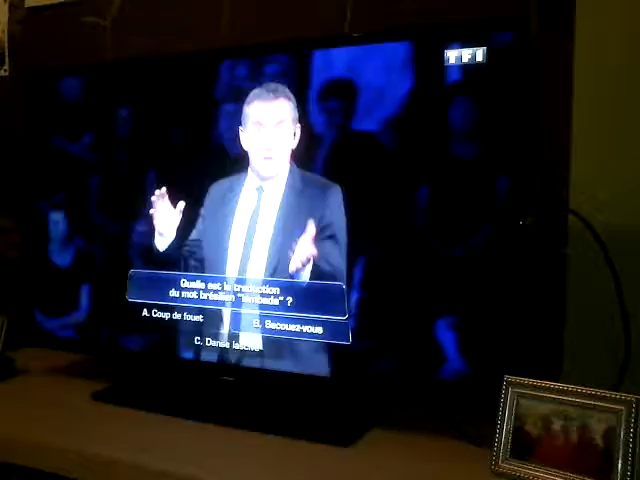 TF1
Quelle est la traduction
du mot brésilien "lambada" ?
A. Coup de fouet
B. Secouez-vous
C. Danse lascive